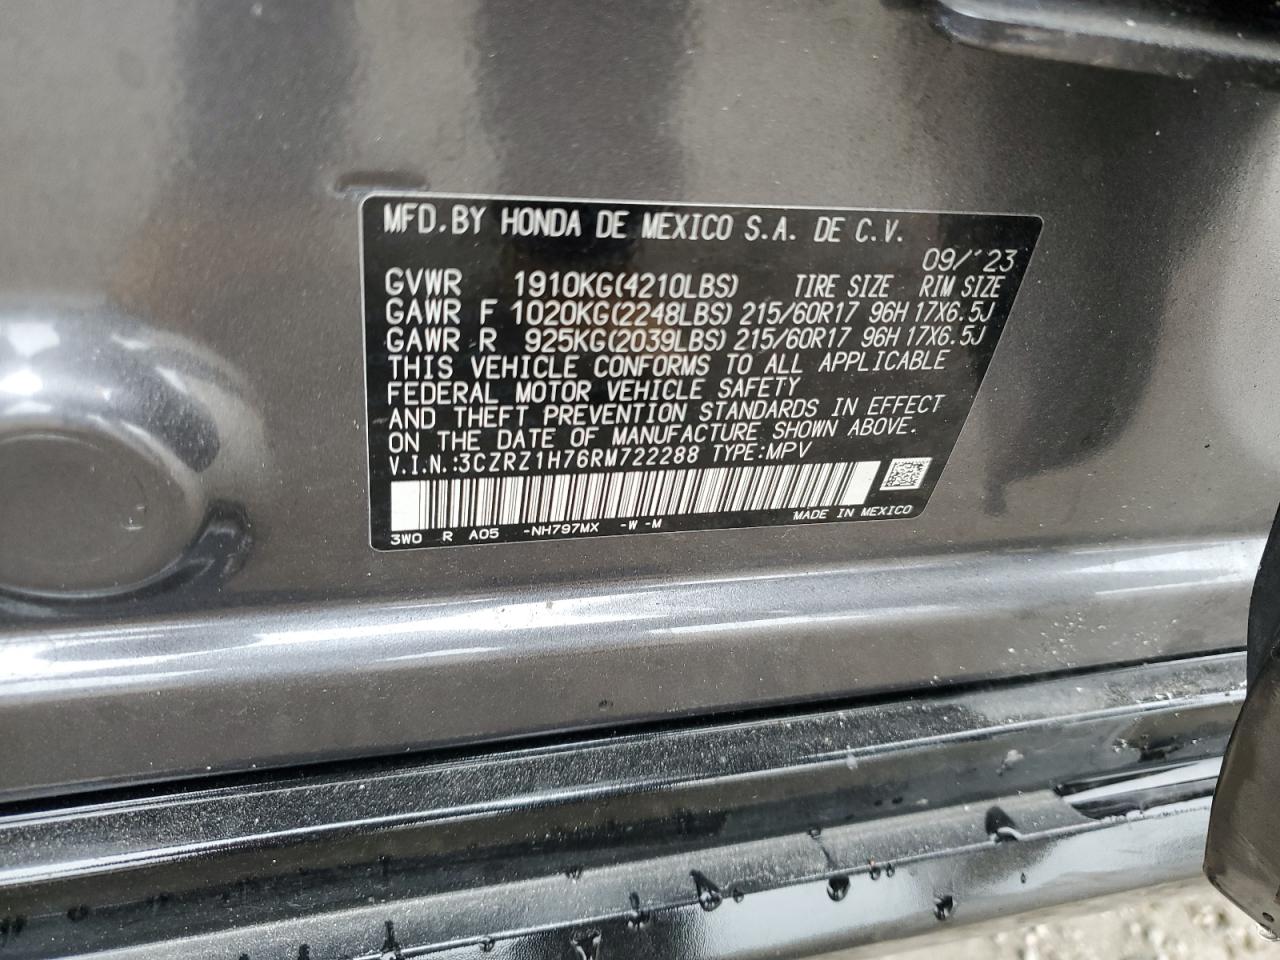 MFD.BY HONDA DE MEXICO S.A. DE C.V.
09/'23
GVWR 1910KG(4210LBS) TIRE SIZE RIM SIZE
GAWR F 1020KG(2248LBS) 215/60R17 96H 17X6.5J
GAWR R 925KG(2039LBS) 215/60R17 96H 17X6.5J
THIS VEHICLE CONFORMS TO ALL APPLICABLE
FEDERAL MOTOR VEHICLE SAFETY
AND THEFT PREVENTION STANDARDS IN EFFECT
ON THE DATE OF MANUFACTURE SHOWN ABOVE.
V.I.N.:3CZRZ1H76RM722288 TYPE:MPV
MADE IN MEXICO
3W0 R A05 -NH797MX -W -M